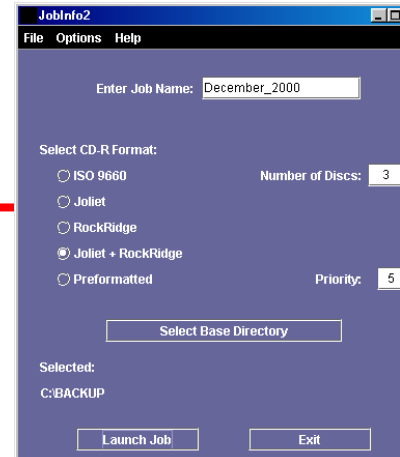 JobInfo2
File Options Help
Enter Job Name: December_2000
Select CD-R Format:
ISO 9660 Number of Discs: 3
Joliet
RockRidge
Joliet + RockRidge
Preformatted Priority: 5
Select Base Directory
Selected:
C:\BACKUP
Launch Job Exit